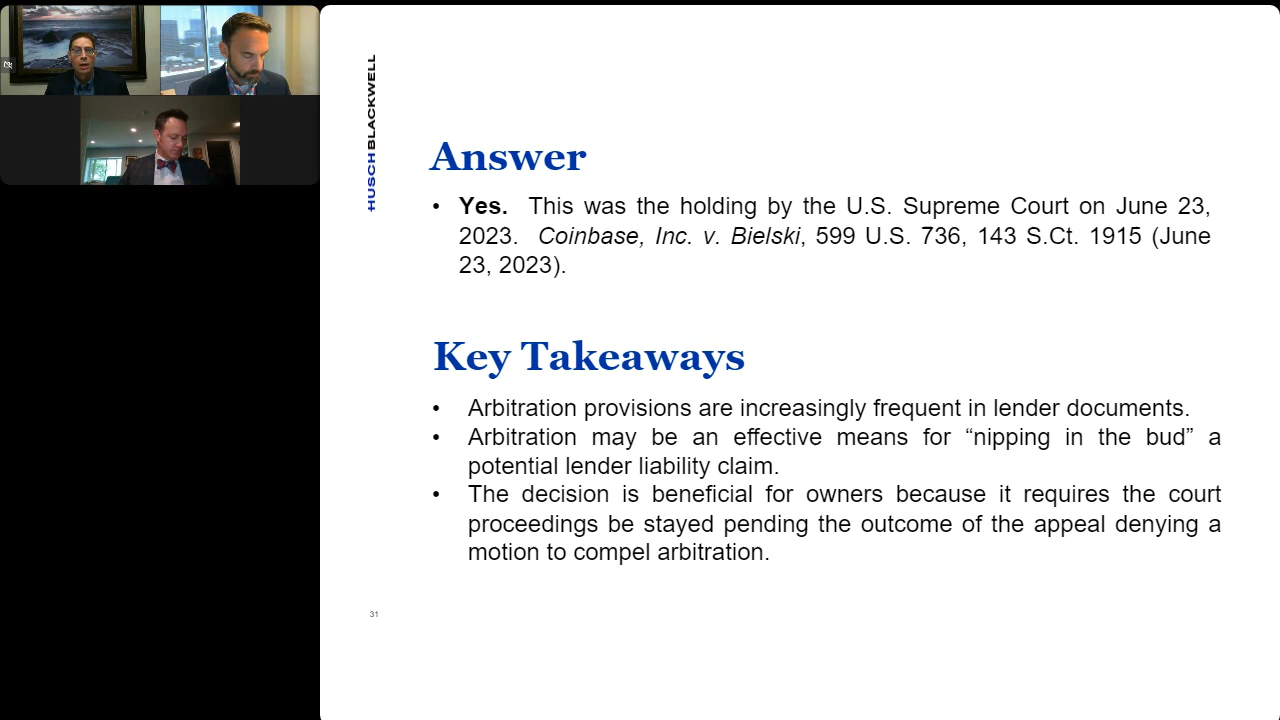 HUSCHBLACKWELL
Answer
• Yes. This was the holding by the U.S. Supreme Court on June 23,
2023. Coinbase, Inc. v. Bielski, 599 U.S. 736, 143 S.Ct. 1915 (June
23, 2023).
Key Takeaways
• Arbitration provisions are increasingly frequent in lender documents.
• Arbitration may be an effective means for “nipping in the bud” a
potential lender liability claim.
• The decision is beneficial for owners because it requires the court
proceedings be stayed pending the outcome of the appeal denying a
motion to compel arbitration.
31